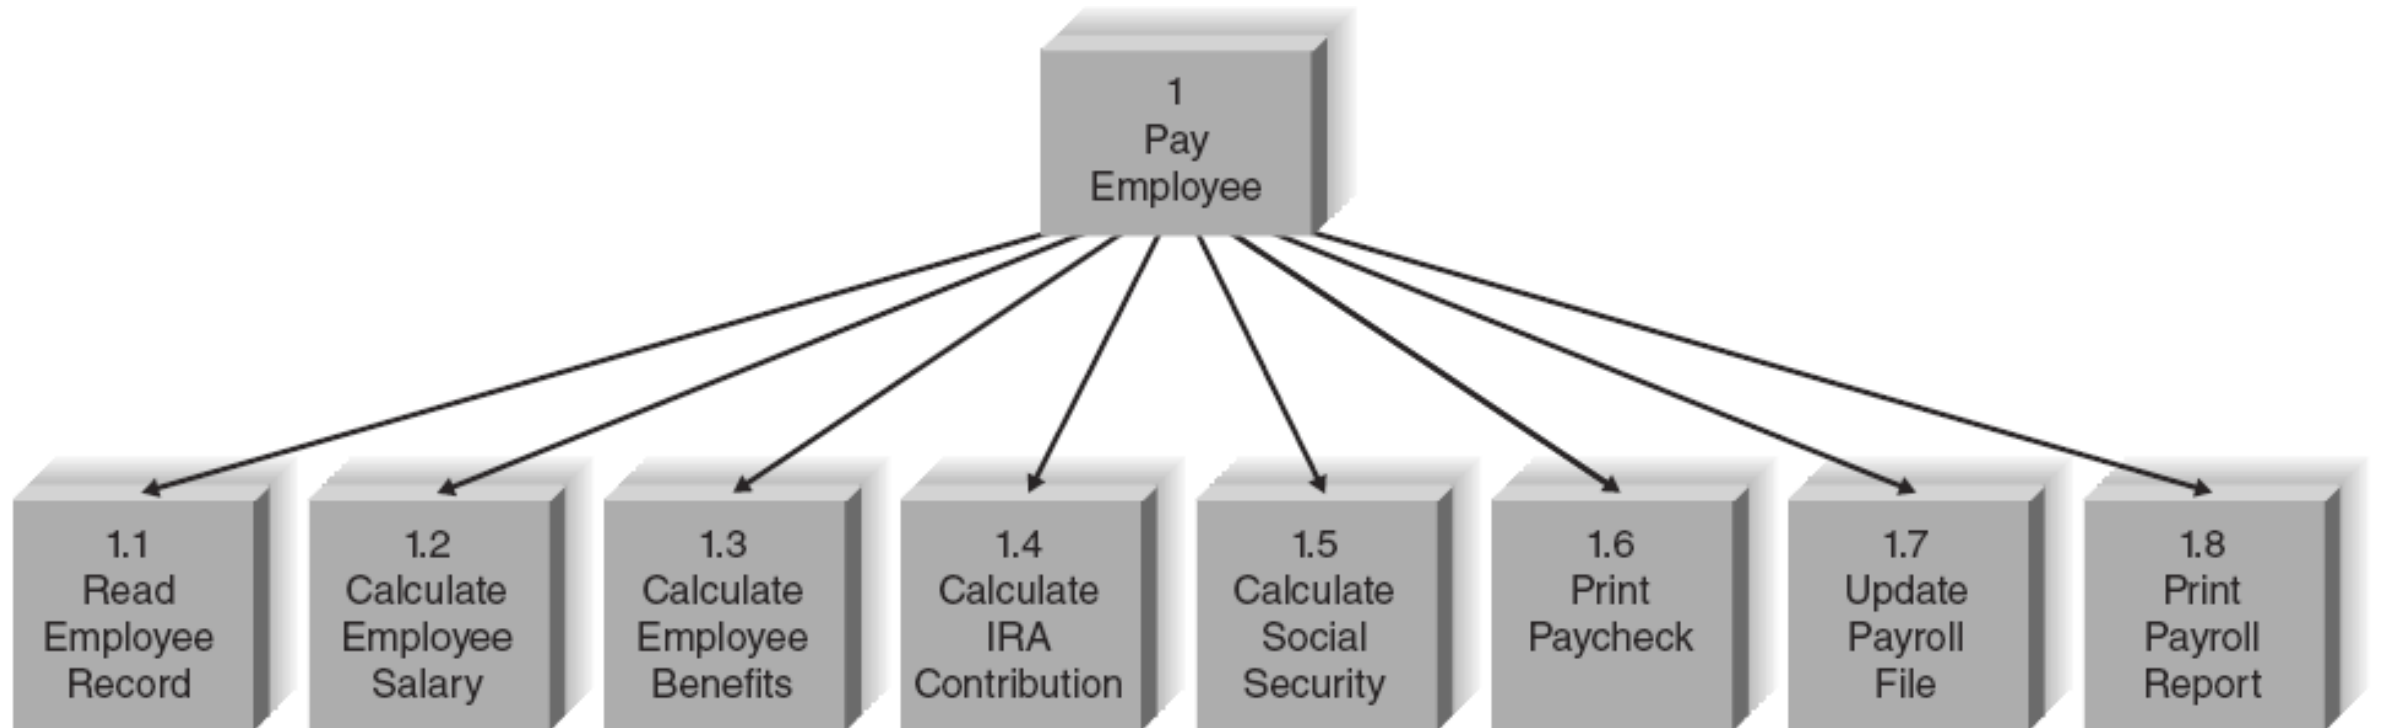 1
Pay
Employee
1.1
Read
Employee
Record
1.2
Calculate
Employee
Salary
1.3
Calculate
Employee
Benefits
1.4
Calculate
IRA
Contribution
1.5
Calculate
Social
Security
1.6
Print
Paycheck
1.7
Update
Payroll
File
1.8
Print
Payroll
Report